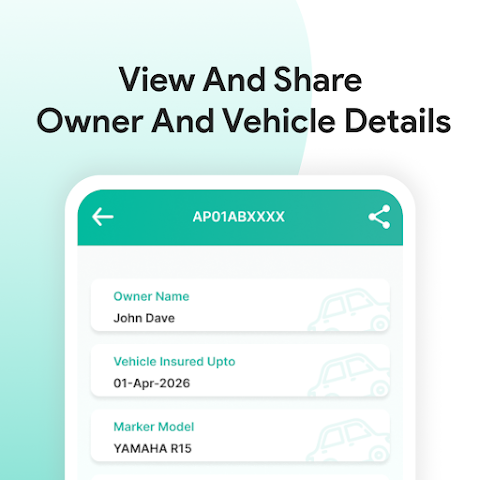 View And Share
Owner And Vehicle Details
AP01ABXXXX
Owner Name
John Dave
Vehicle Insured Upto
01-Apr-2026
Marker Model
YAMAHA R15